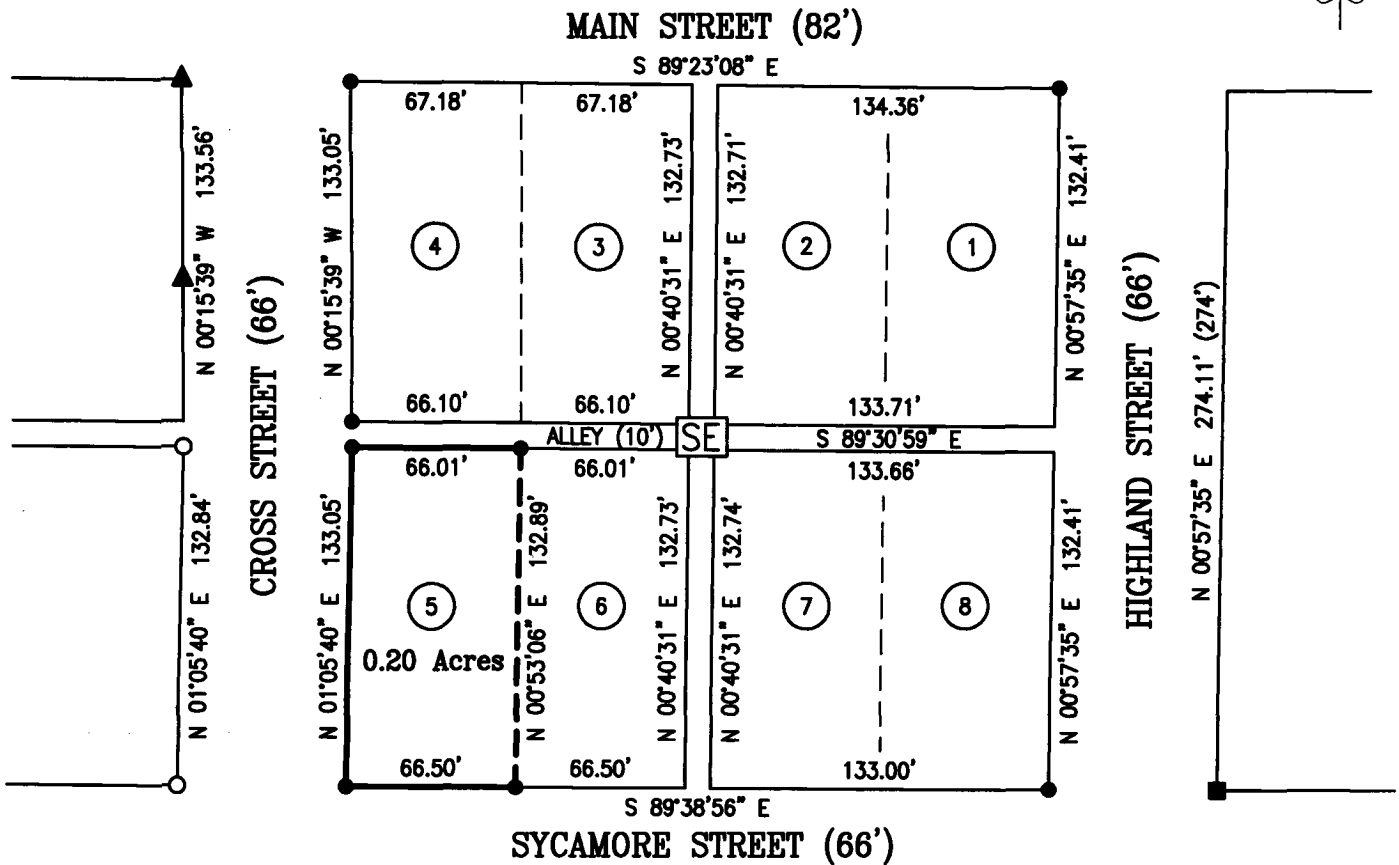 MAIN STREET (82')
S 89°23'08" E
67.18'
67.18'
134.36'
N 00°15'39" W 133.56'
N 00°15'39" W 133.05'
N 00°40'31" E 132.73'
N 00°40'31" E 132.71'
N 00°57'35" E 132.41'
4
3
2
1
CROSS STREET (66')
HIGHLAND STREET (66')
N 00°57'35" E 274.11' (274')
66.10'
66.10'
133.71'
ALLEY (10')
SE
S 89°30'59" E
66.01'
66.01'
133.66'
N 01°05'40" E 132.84'
N 01°05'40" E 133.05'
N 00°53'06" E 132.89'
N 00°40'31" E 132.73'
N 00°40'31" E 132.74'
N 00°57'35" E 132.41'
5
6
7
8
0.20 Acres
66.50'
66.50'
133.00'
S 89°38'56" E
SYCAMORE STREET (66')